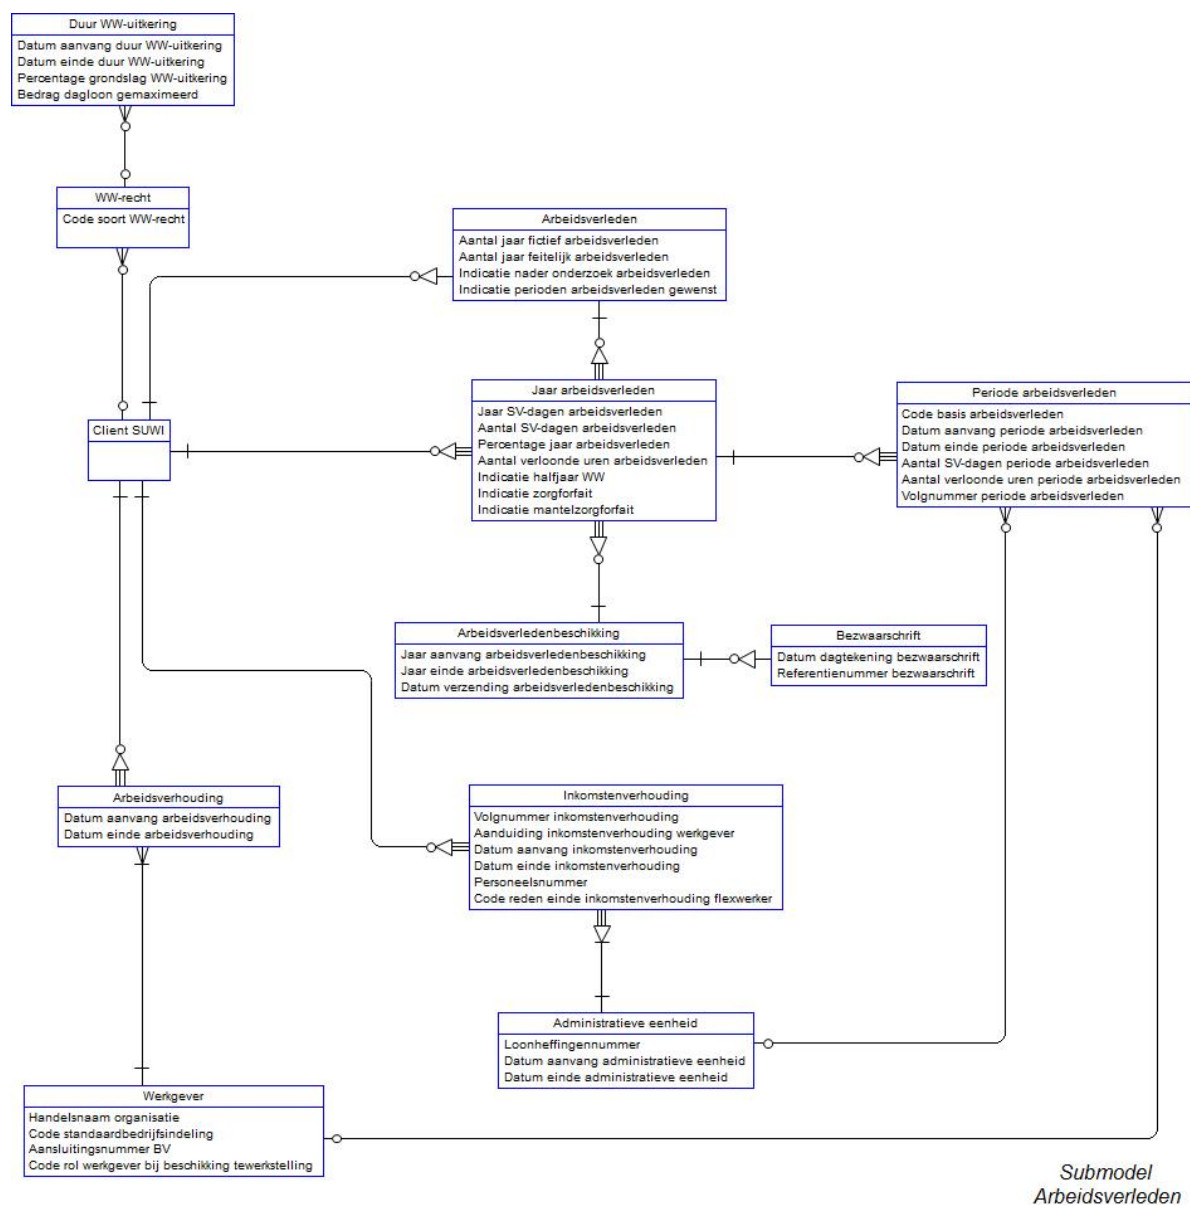 Duur WW-uitkering
Datum aanvang duur WW-uitkering
Datum einde duur WW-uitkering
Percentage grondslag WW-uitkering
Bedrag dagloon gemaximeerd
WW-recht
Code soort WW-recht
Arbeidsverleden
Aantal jaar fictief arbeidsverleden
Aantal jaar feitelijk arbeidsverleden
Indicatie nader onderzoek arbeidsverleden
Indicatie perioden arbeidsverleden gewenst
Client SUWI
Jaar arbeidsverleden
Jaar SV-dagen arbeidsverleden
Aantal SV-dagen arbeidsverleden
Percentage jaar arbeidsverleden
Aantal verloonde uren arbeidsverleden
Indicatie halfjaar WW
Indicatie zorgforfait
Indicatie mantelzorgforfait
Periode arbeidsverleden
Code basis arbeidsverleden
Datum aanvang periode arbeidsverleden
Datum einde periode arbeidsverleden
Aantal SV-dagen periode arbeidsverleden
Aantal verloonde uren periode arbeidsverleden
Volgnummer periode arbeidsverleden
Arbeidsverledenbeschikking
Jaar aanvang arbeidsverledenbeschikking
Jaar einde arbeidsverledenbeschikking
Datum verzending arbeidsverledenbeschikking
Bezwaarschrift
Datum dagtekening bezwaarschrift
Referentienummer bezwaarschrift
Arbeidsverhouding
Datum aanvang arbeidsverhouding
Datum einde arbeidsverhouding
Inkomstenverhouding
Volgnummer inkomstenverhouding
Aanduiding inkomstenverhouding werkgever
Datum aanvang inkomstenverhouding
Datum einde inkomstenverhouding
Personeelsnummer
Code reden einde inkomstenverhouding flexwerker
Administratieve eenheid
Loonheffingennummer
Datum aanvang administratieve eenheid
Datum einde administratieve eenheid
Werkgever
Handelsnaam organisatie
Code standaardbedrijfsindeling
Aansluitingsnummer BV
Code rol werkgever bij beschikking tewerkstelling
Submodel
Arbeidsverleden